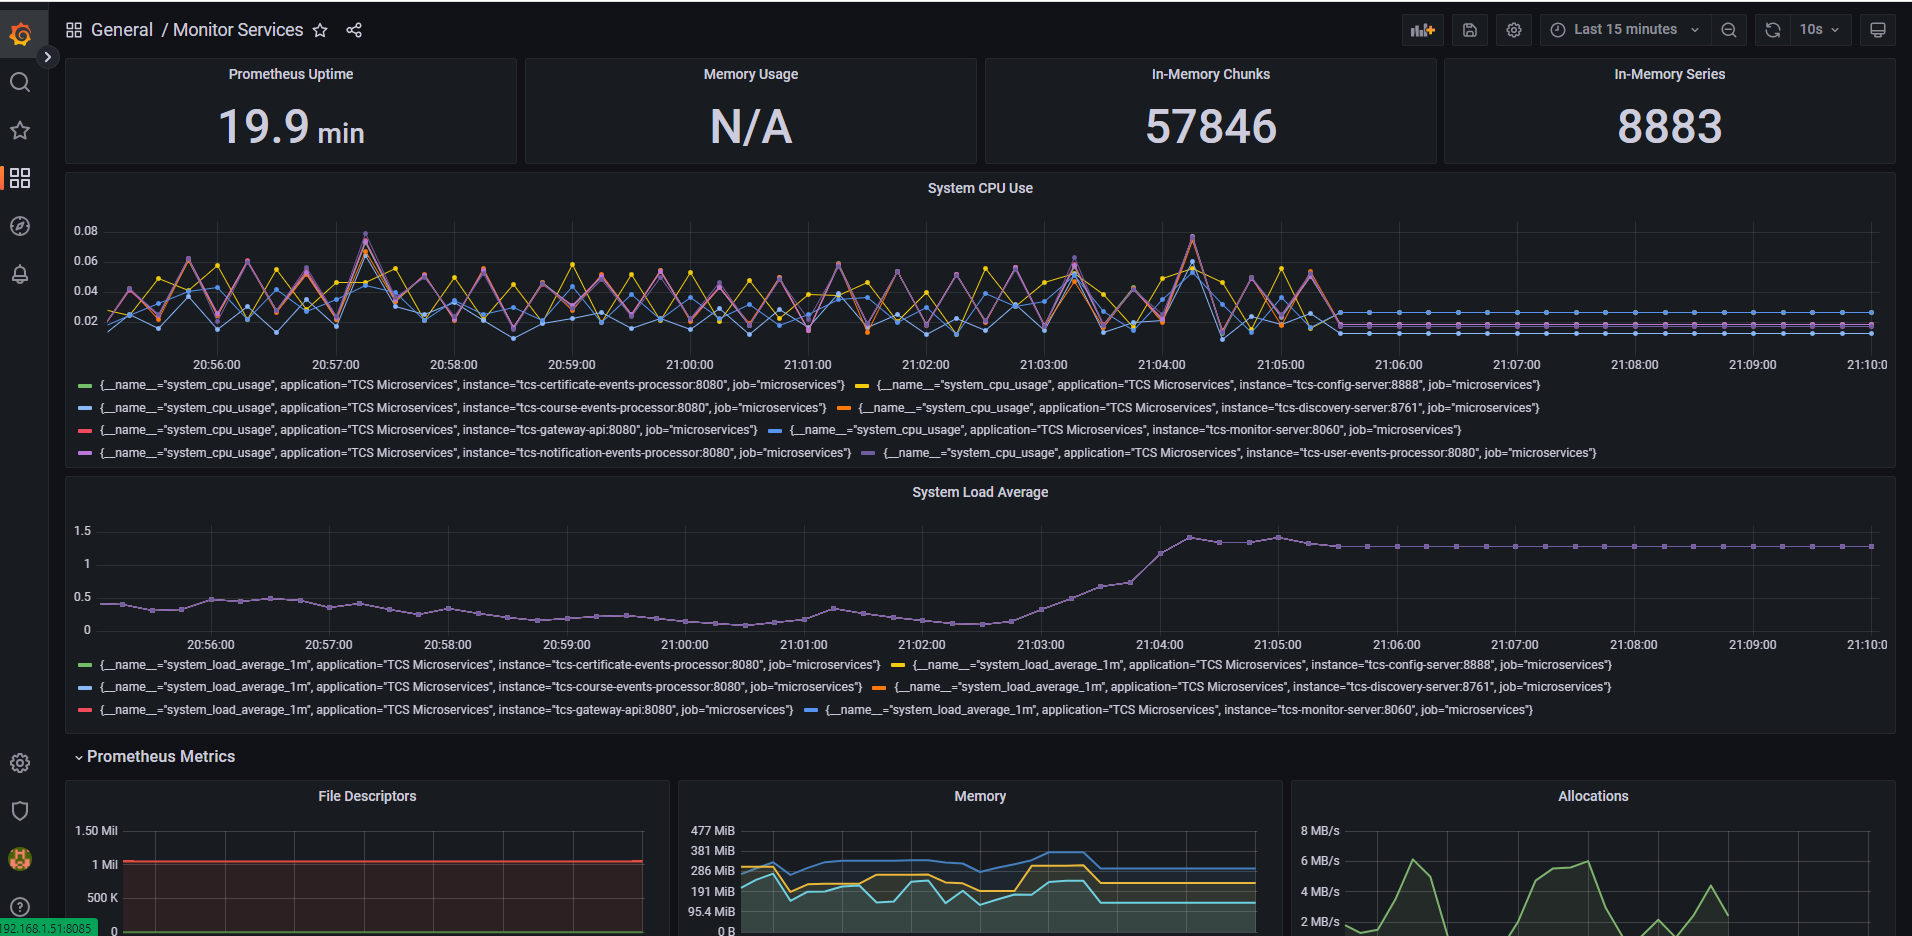 General / Monitor Services
Last 15 minutes
10s
Prometheus Uptime
19.9 min
Memory Usage
N/A
In-Memory Chunks
57846
In-Memory Series
8883
System CPU Use
0.08
0.06
0.04
0.02
20:56:00 20:57:00 20:58:00 20:59:00 21:00:00 21:01:00 21:02:00 21:03:00 21:04:00 21:05:00 21:06:00 21:07:00 21:08:00 21:09:00 21:10:0
{__name__="system_cpu_usage", application="TCS Microservices", instance="tcs-certificate-events-processor:8080", job="microservices"} {__name__="system_cpu_usage", application="TCS Microservices", instance="tcs-config-server:8888", job="microservices"}
{__name__="system_cpu_usage", application="TCS Microservices", instance="tcs-course-events-processor:8080", job="microservices"} {__name__="system_cpu_usage", application="TCS Microservices", instance="tcs-discovery-server:8761", job="microservices"}
{__name__="system_cpu_usage", application="TCS Microservices", instance="tcs-gateway-api:8080", job="microservices"} {__name__="system_cpu_usage", application="TCS Microservices", instance="tcs-monitor-server:8060", job="microservices"}
{__name__="system_cpu_usage", application="TCS Microservices", instance="tcs-notification-events-processor:8080", job="microservices"} {__name__="system_cpu_usage", application="TCS Microservices", instance="tcs-user-events-processor:8080", job="microservices"}
System Load Average
1.5
1
0.5
0
20:56:00 20:57:00 20:58:00 20:59:00 21:00:00 21:01:00 21:02:00 21:03:00 21:04:00 21:05:00 21:06:00 21:07:00 21:08:00 21:09:00 21:10:0
{__name__="system_load_average_1m", application="TCS Microservices", instance="tcs-certificate-events-processor:8080", job="microservices"} {__name__="system_load_average_1m", application="TCS Microservices", instance="tcs-config-server:8888", job="microservices"}
{__name__="system_load_average_1m", application="TCS Microservices", instance="tcs-course-events-processor:8080", job="microservices"} {__name__="system_load_average_1m", application="TCS Microservices", instance="tcs-discovery-server:8761", job="microservices"}
{__name__="system_load_average_1m", application="TCS Microservices", instance="tcs-gateway-api:8080", job="microservices"} {__name__="system_load_average_1m", application="TCS Microservices", instance="tcs-monitor-server:8060", job="microservices"}
Prometheus Metrics
File Descriptors
1.50 Mil
1 Mil
500 K
0
Memory
477 MiB
381 MiB
286 MiB
191 MiB
95.4 MiB
0 B
Allocations
8 MB/s
6 MB/s
4 MB/s
2 MB/s
192.168.1.51:8085